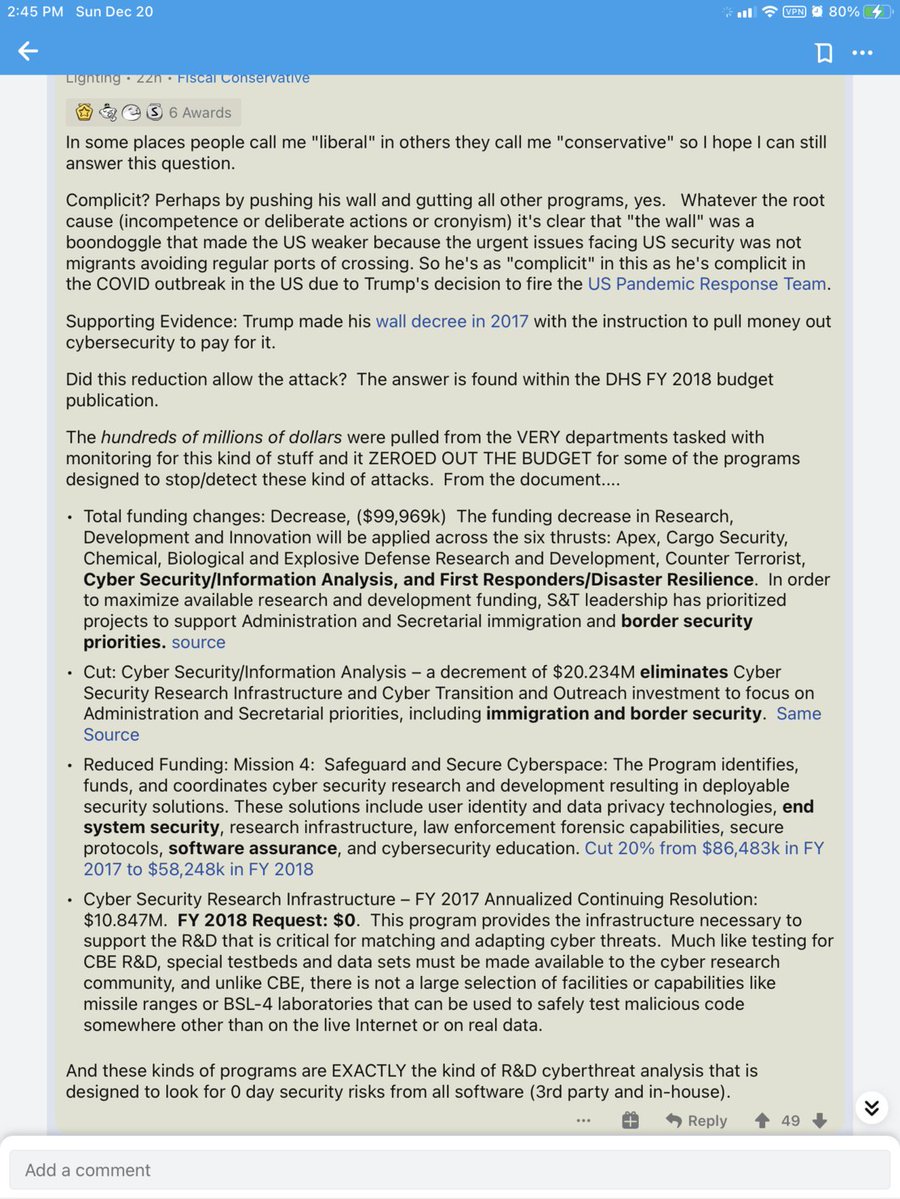 2:45 PM Sun Dec 20
VPN
80%
Lighting • 22h • Fiscal Conservative
S 6 Awards
In some places people call me "liberal" in others they call me "conservative" so I hope I can still
answer this question.
Complicit? Perhaps by pushing his wall and gutting all other programs, yes. Whatever the root
cause (incompetence or deliberate actions or cronyism) it's clear that "the wall" was a
boondoggle that made the US weaker because the urgent issues facing US security was not
migrants avoiding regular ports of crossing. So he's as "complicit" in this as he's complicit in
the COVID outbreak in the US due to Trump's decision to fire the US Pandemic Response Team.
Supporting Evidence: Trump made his wall decree in 2017 with the instruction to pull money out
cybersecurity to pay for it.
Did this reduction allow the attack? The answer is found within the DHS FY 2018 budget
publication.
The hundreds of millions of dollars were pulled from the VERY departments tasked with
monitoring for this kind of stuff and it ZEROED OUT THE BUDGET for some of the programs
designed to stop/detect these kind of attacks. From the document....
• Total funding changes: Decrease, ($99,969k) The funding decrease in Research,
Development and Innovation will be applied across the six thrusts: Apex, Cargo Security,
Chemical, Biological and Explosive Defense Research and Development, Counter Terrorist,
Cyber Security/Information Analysis, and First Responders/Disaster Resilience. In order
to maximize available research and development funding, S&T leadership has prioritized
projects to support Administration and Secretarial immigration and border security
priorities. source
• Cut: Cyber Security/Information Analysis – a decrement of $20.234M eliminates Cyber
Security Research Infrastructure and Cyber Transition and Outreach investment to focus on
Administration and Secretarial priorities, including immigration and border security. Same
Source
• Reduced Funding: Mission 4: Safeguard and Secure Cyberspace: The Program identifies,
funds, and coordinates cyber security research and development resulting in deployable
security solutions. These solutions include user identity and data privacy technologies, end
system security, research infrastructure, law enforcement forensic capabilities, secure
protocols, software assurance, and cybersecurity education. Cut 20% from $86,483k in FY
2017 to $58,248k in FY 2018
• Cyber Security Research Infrastructure – FY 2017 Annualized Continuing Resolution:
$10.847M. FY 2018 Request: $0. This program provides the infrastructure necessary to
support the R&D that is critical for matching and adapting cyber threats. Much like testing for
CBE R&D, special testbeds and data sets must be made available to the cyber research
community, and unlike CBE, there is not a large selection of facilities or capabilities like
missile ranges or BSL-4 laboratories that can be used to safely test malicious code
somewhere other than on the live Internet or on real data.
And these kinds of programs are EXACTLY the kind of R&D cyberthreat analysis that is
designed to look for 0 day security risks from all software (3rd party and in-house).
Reply 49
Add a comment